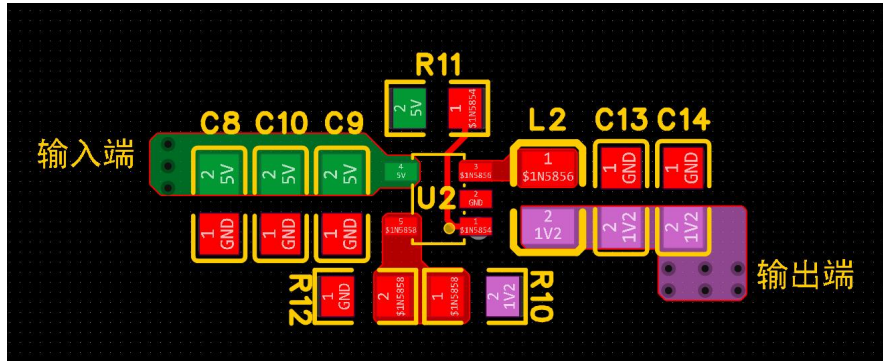 R11
2
5V
1
$1N5854
C8 C10 C9
L2 C13 C14
输入端
2
5V
2
5V
2
5V
4
5V
3
$1N5856
1
$1N5856
1
GND
1
GND
U2
2
GND
1
GND
1
GND
1
GND
5
$1N5858
1
$1N5854
2
1V2
2
1V2
2
1V2
输出端
R12
1
GND
2
$1N5858
1
$1N5858
2
1V2
R10